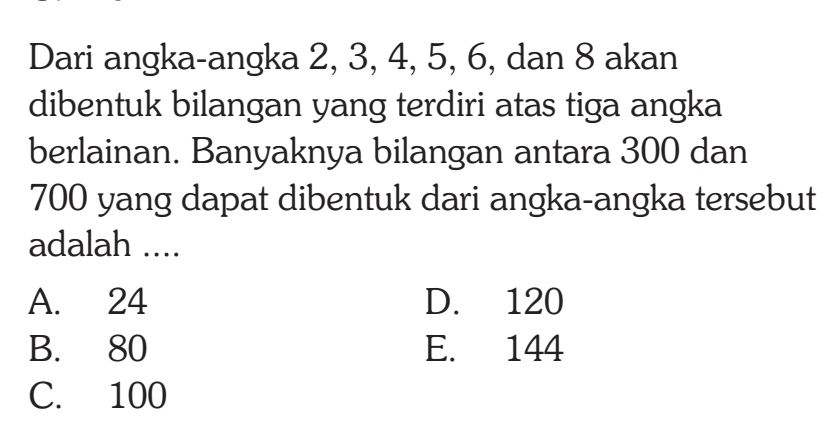 Dari angka-angka 2, 3, 4, 5, 6, dan 8 akan
dibentuk bilangan yang terdiri atas tiga angka
berlainan. Banyaknya bilangan antara 300 dan
700 yang dapat dibentuk dari angka-angka tersebut
adalah ....
A. 24
B. 80
C. 100
D. 120
E. 144